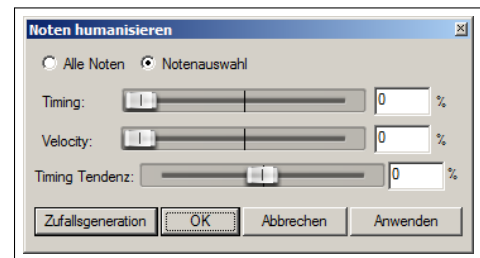 Noten humanisieren
Alle Noten Notenauswahl
Timing: 0 %
Velocity: 0 %
Timing Tendenz: 0 %
Zufallsgeneration OK Abbrechen Anwenden